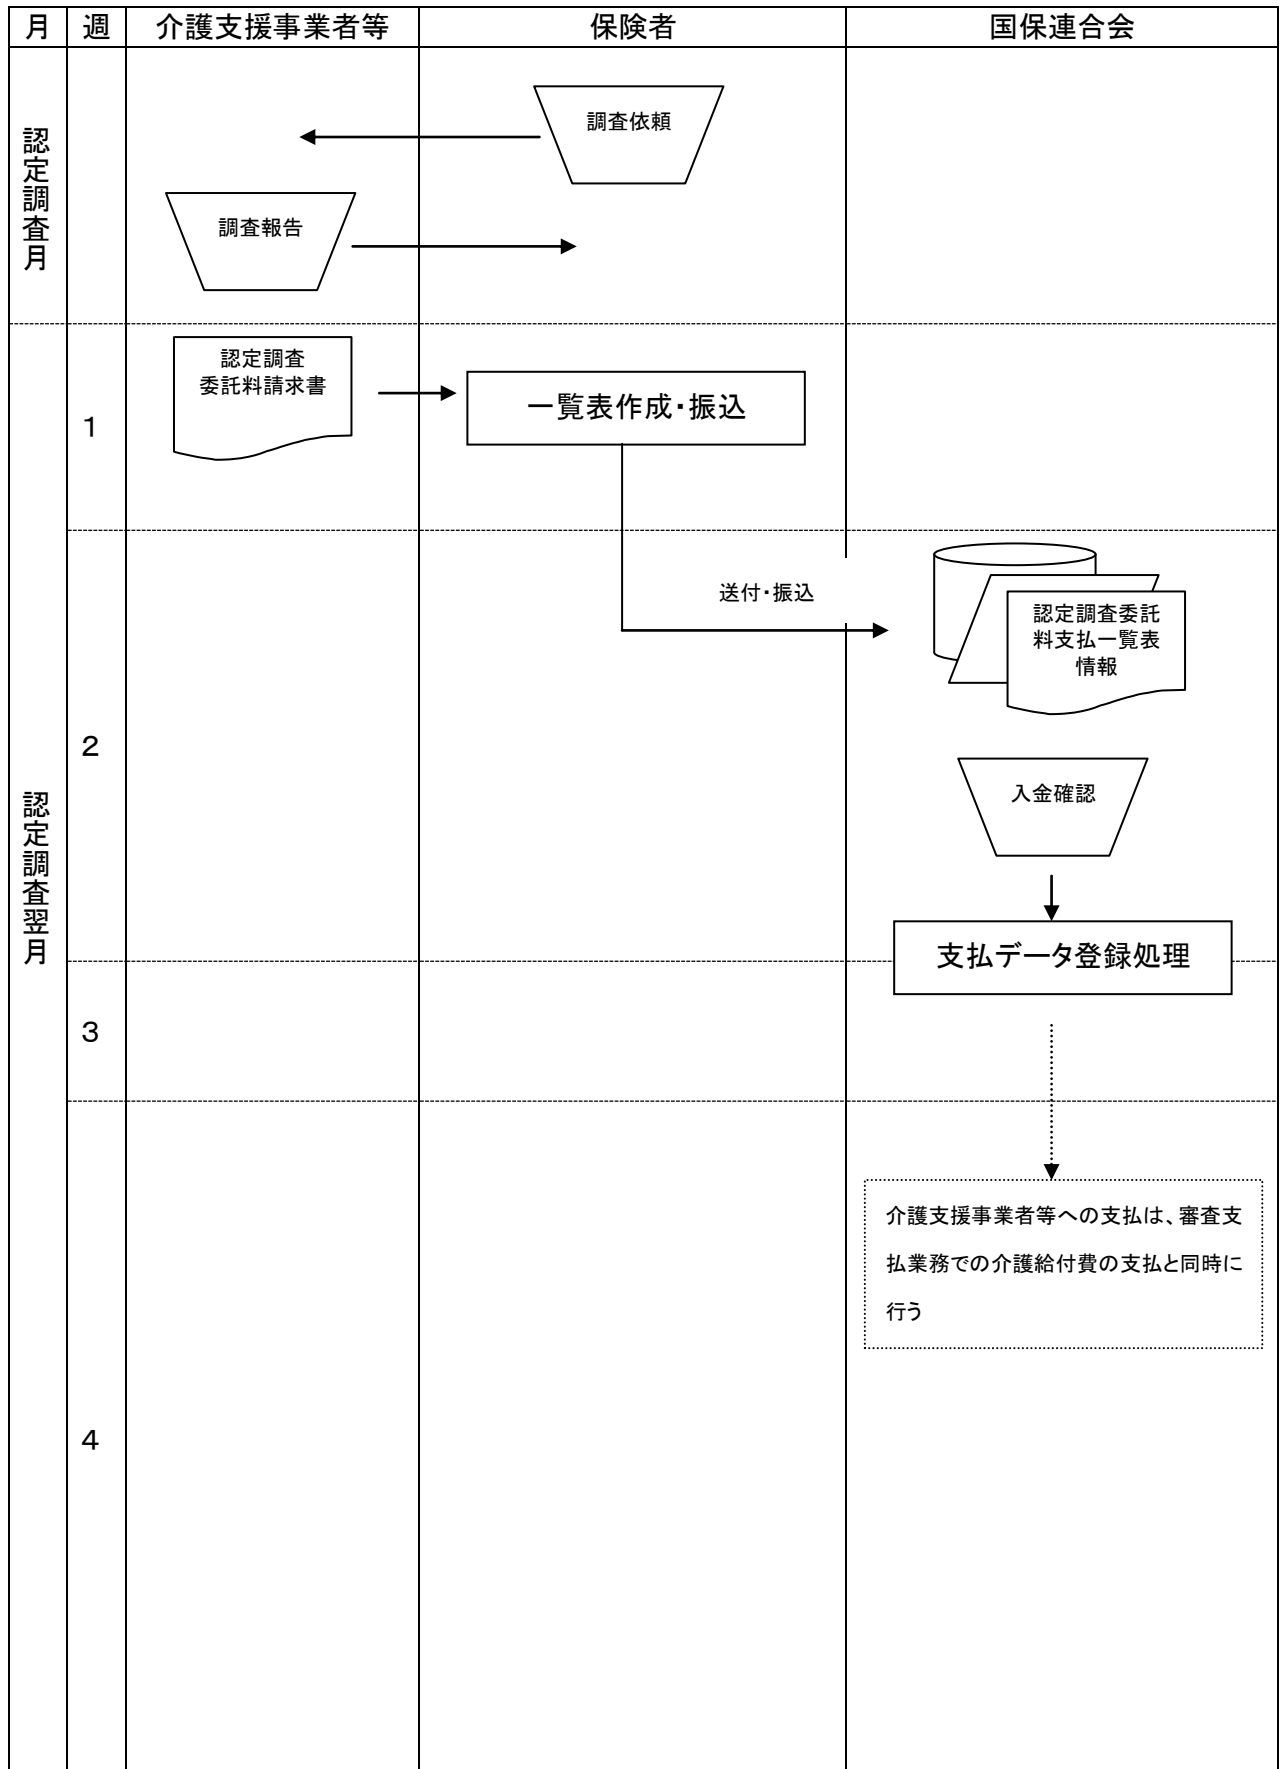 月 週 介護支援事業者等 保険者 国保連合会
認定調査月
調査依頼
調査報告
認定調査翌月
1
認定調査
委託料請求書
一覧表作成・振込
2
送付・振込
認定調査委託
料支払一覧表
情報
入金確認
支払データ登録処理
3
4
介護支援事業者等への支払は、審査支
払業務での介護給付費の支払と同時に
行う